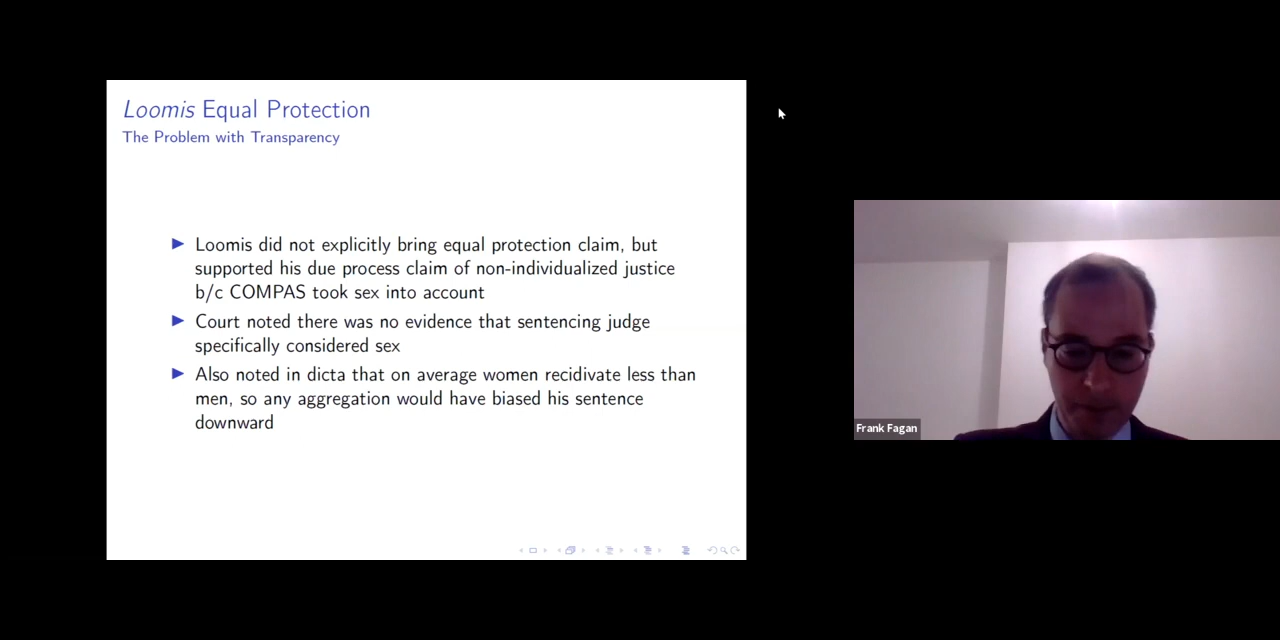 Loomis Equal Protection
The Problem with Transparency
Loomis did not explicitly bring equal protection claim, but
supported his due process claim of non-individualized justice
b/c COMPAS took sex into account
Court noted there was no evidence that sentencing judge
specifically considered sex
Also noted in dicta that on average women recidivate less than
men, so any aggregation would have biased his sentence
downward
Frank Fagan